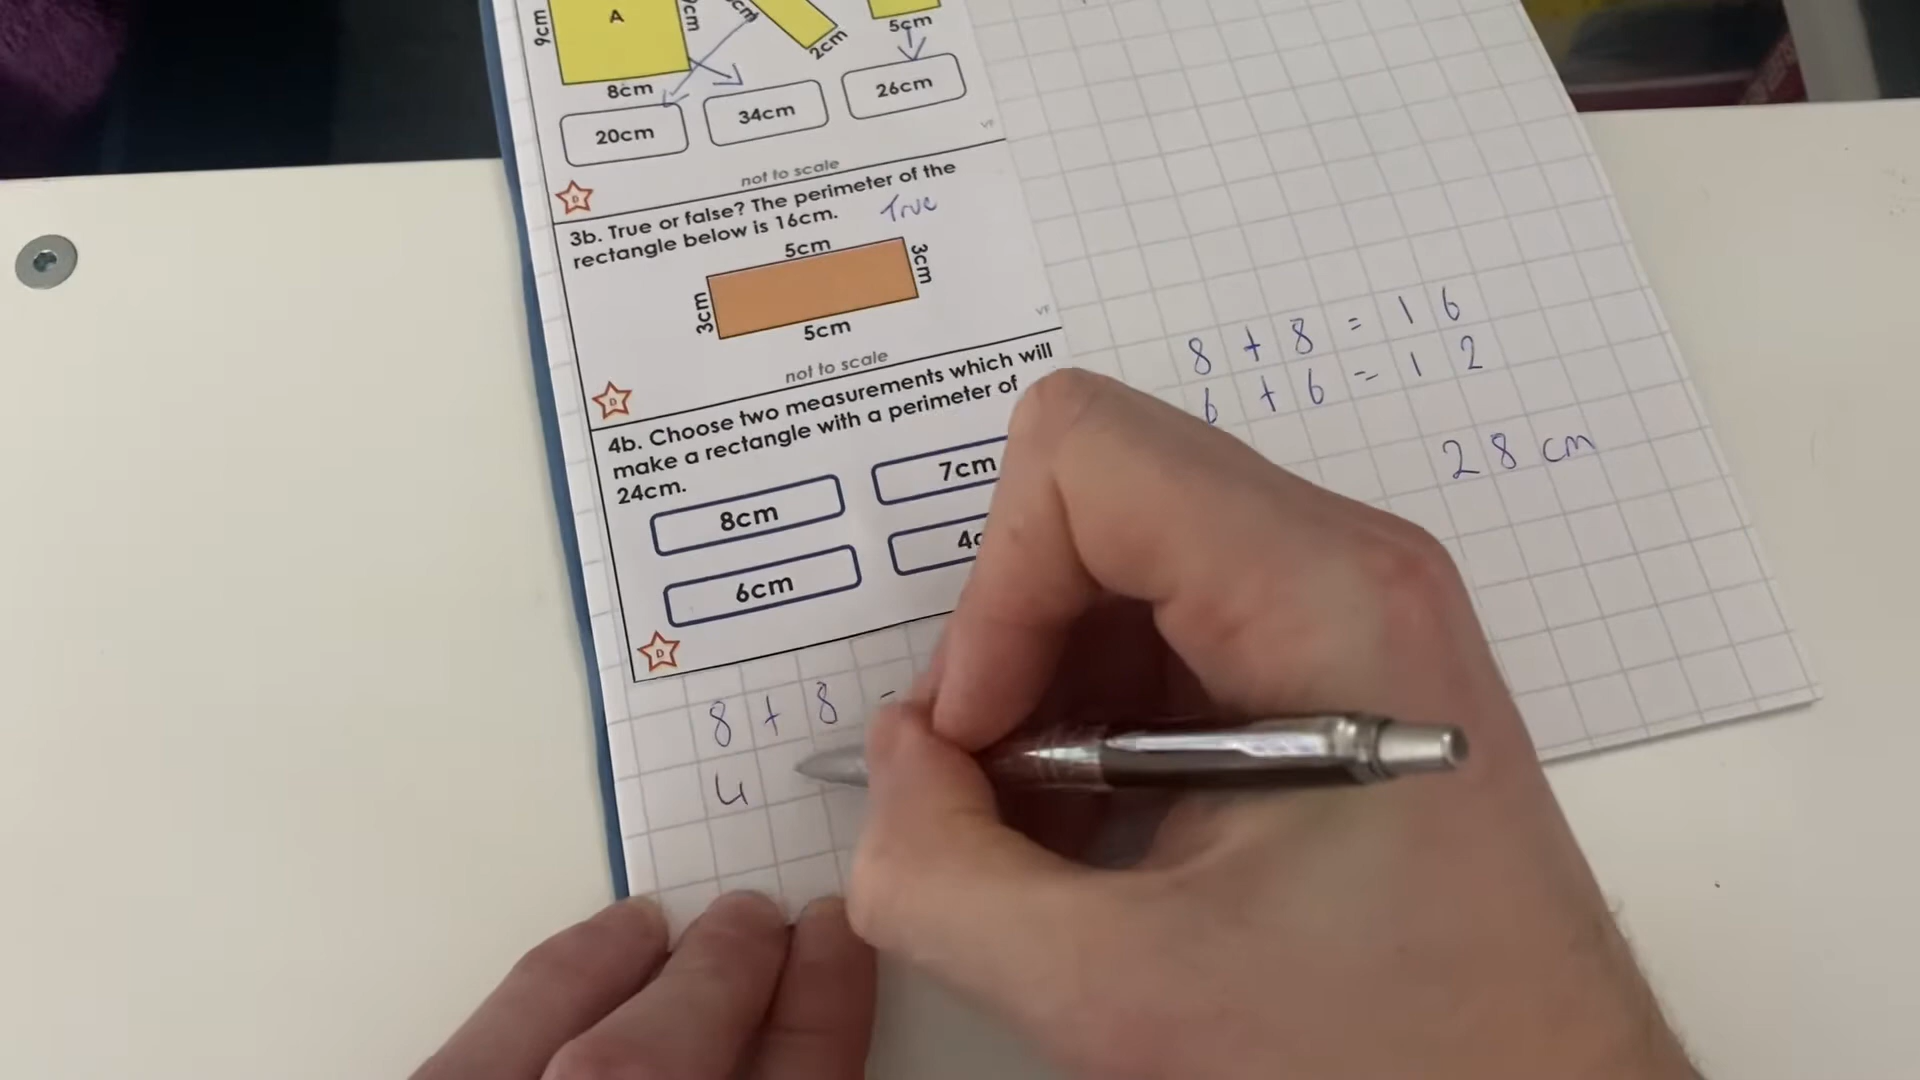 9cm
A
9cm
cm
2cm
5cm
8cm
20cm
34cm
26cm
VF
not to scale
D
3b. True or false? The perimeter of the
rectangle below is 16cm.
True
5cm
3cm
3cm
5cm
VF
not to scale
D
4b. Choose two measurements which will
make a rectangle with a perimeter of
24cm.
8cm
7cm
6cm
D
8 + 8 = 16
6 + 6 = 12
28 cm
8 + 8 =
4